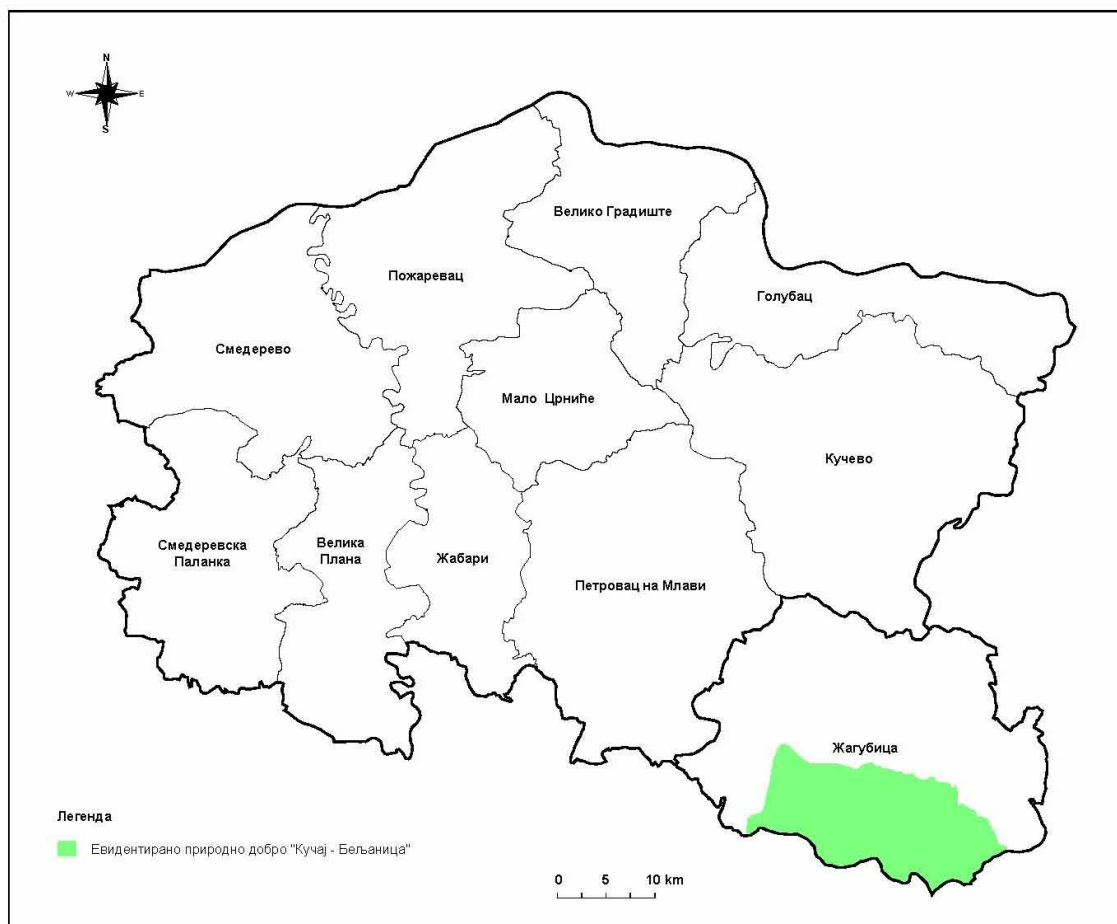 N
W E
S
Велико Градиште
Пожаревац
Голубац
Смедерево
Мало Црниће
Кучево
Смедеревска
Паланка
Велика
Плана
Жабари
Петровац на Млави
Жагубица
Легенда
Евидентирано природно добро "Кучај - Бељаница"
0 5 10 km